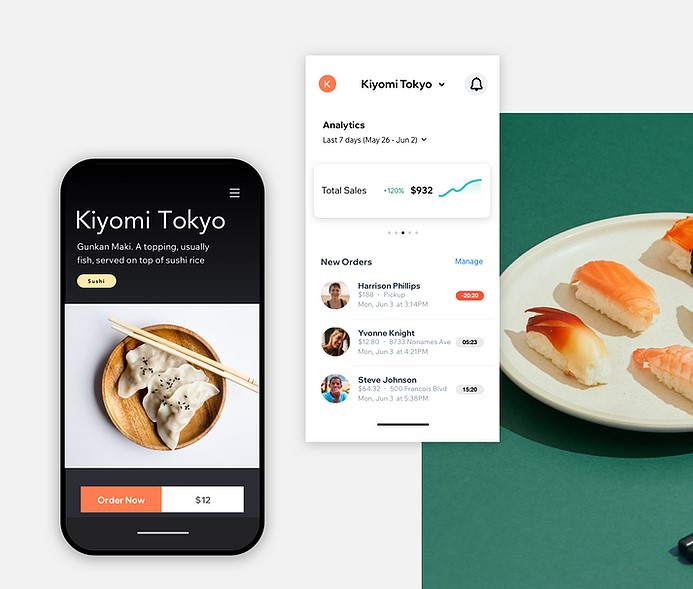 Kiyomi Tokyo
Gunkan Maki. A topping, usually
fish, served on top of sushi rice
Sushi
Order Now
$12
K
Kiyomi Tokyo
Analytics
Last 7 days (May 26 - Jun 2)
Total Sales
+120%
$932
New Orders
Manage
Harrison Phillips
$188 · Pickup
Mon, Jun 3 at 3:14PM
-20:20
Yvonne Knight
$12.80 · 8733 Nonames Ave
Mon, Jun 3 at 4:21PM
05:23
Steve Johnson
$64.32 · 500 Francois Blvd
Mon, Jun 3 at 5:38PM
15:20